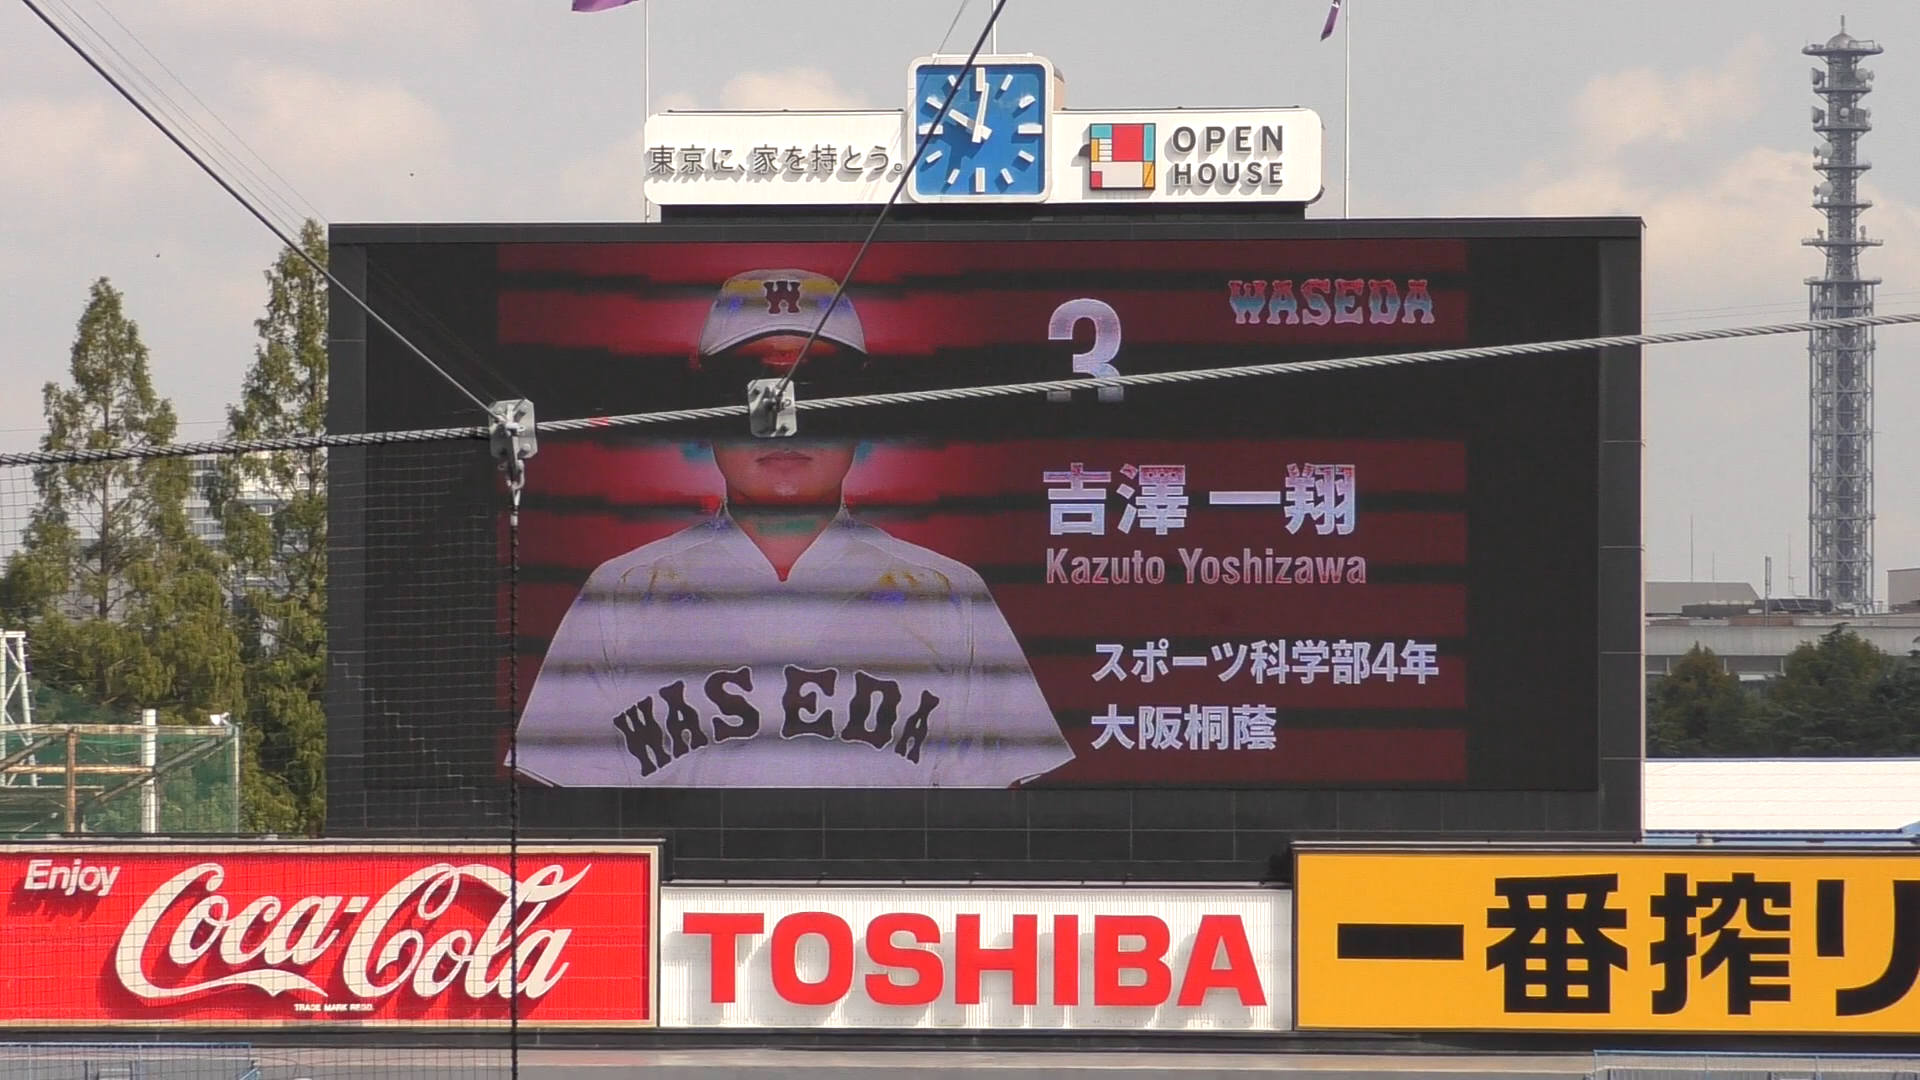 東京に、家を持とう。
OPEN
HOUSE
W
3
WASEDA
吉澤 一翔
Kazuto Yoshizawa
スポーツ科学部4年
大阪桐蔭
WASEDA
Enjoy
Coca-Cola
TRADE MARK REGD.
TOSHIBA
一番搾り